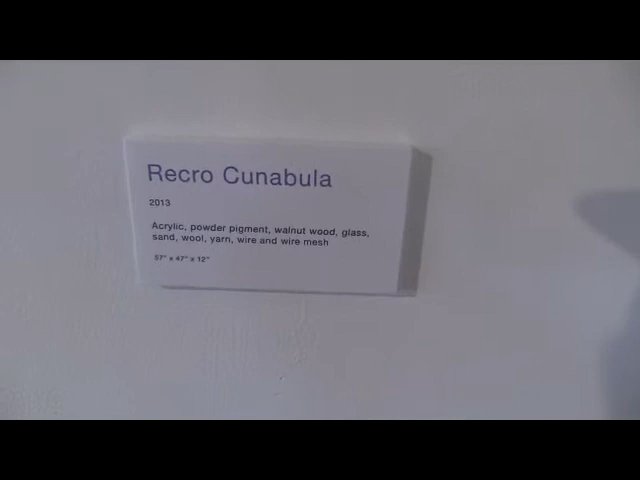 Recro Cunabula
2013
Acrylic, powder pigment, walnut wood, glass,
sand, wool, yarn, wire and wire mesh
57" x 47" x 12"